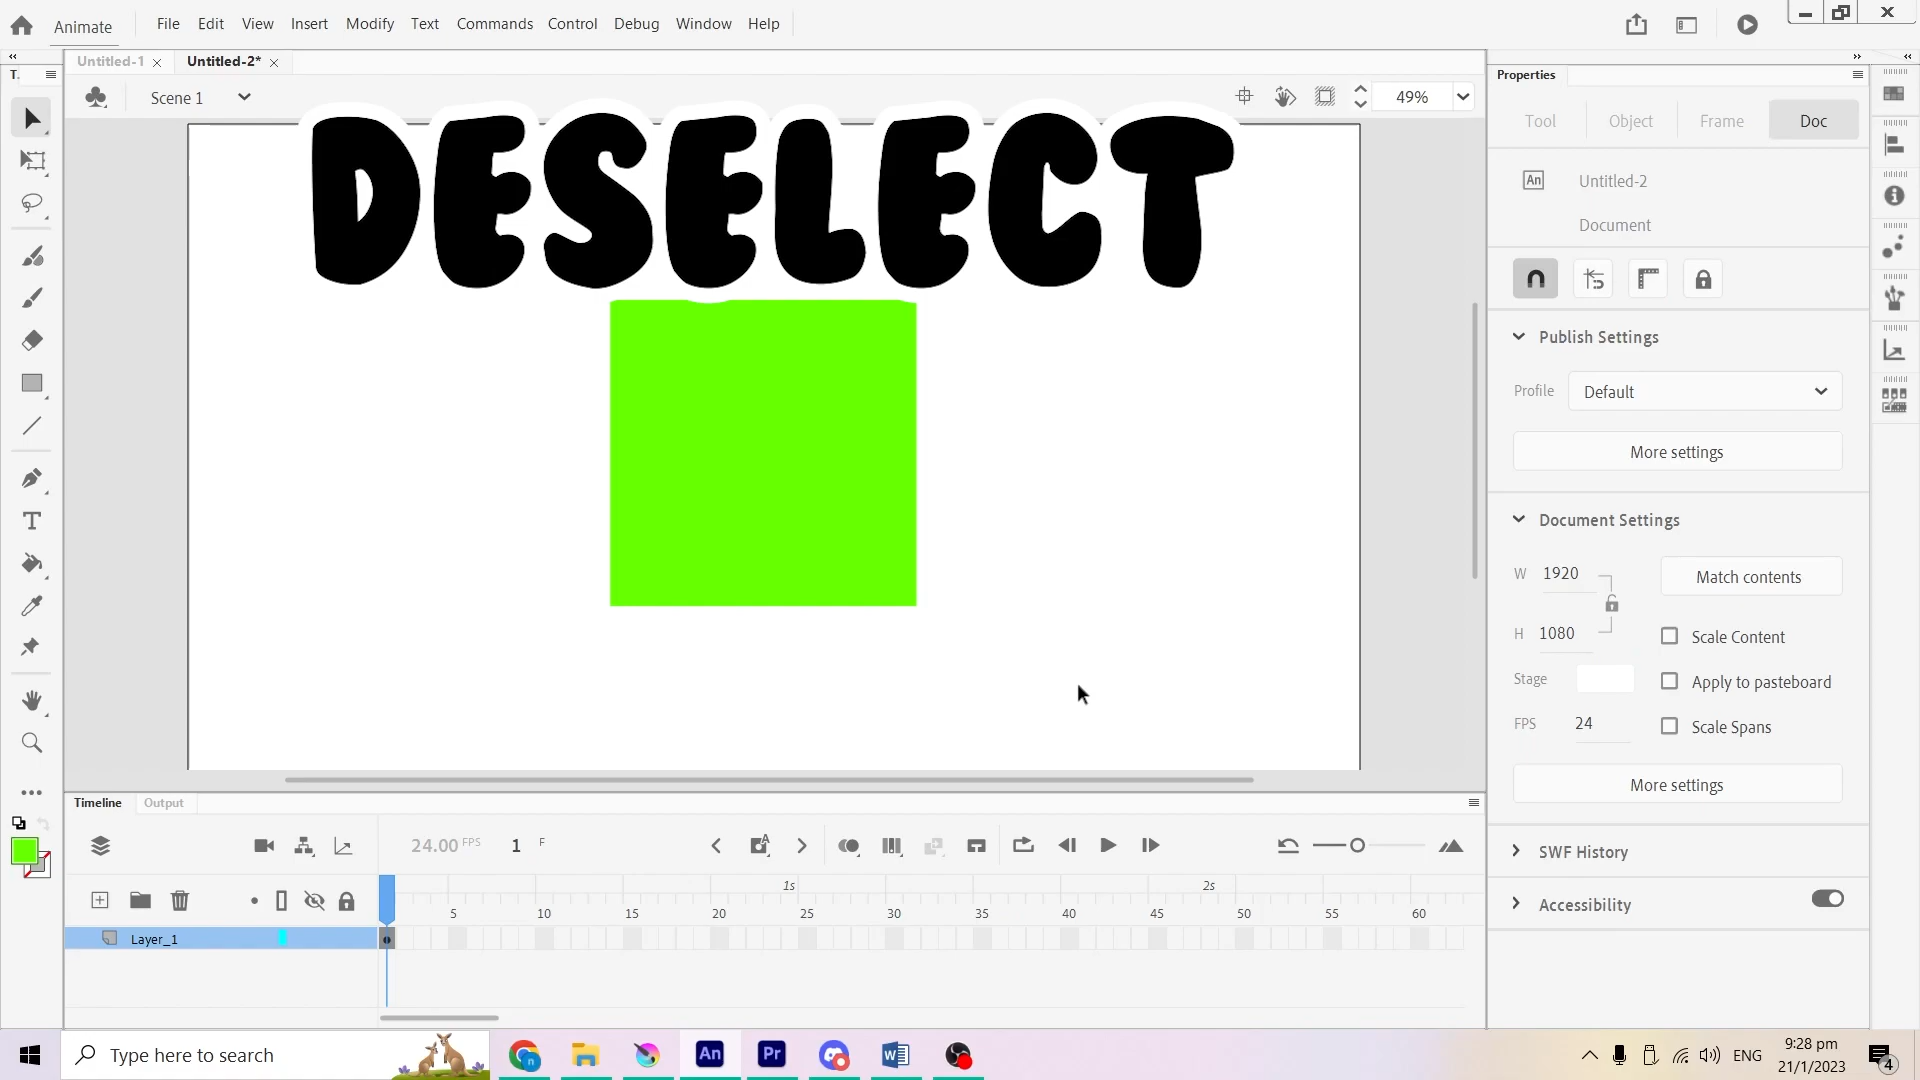 Animate File Edit View Insert Modify Text Commands Control Debug Window Help
Untitled-1 Untitled-2*
T.
Scene 1 49%
DESELECT
Properties
Tool Object Frame Doc
An Untitled-2
Document
Publish Settings
Profile Default
More settings
Document Settings
W 1920 Match contents
H 1080 Scale Content
Stage Apply to pasteboard
FPS 24 Scale Spans
More settings
SWF History
Accessibility
Timeline Output
24.00 FPS 1 F
1s 2s
5 10 15 20 25 30 35 40 45 50 55 60
Layer_1
Type here to search
n An Pr W ENG 9:28 pm
21/1/2023 4